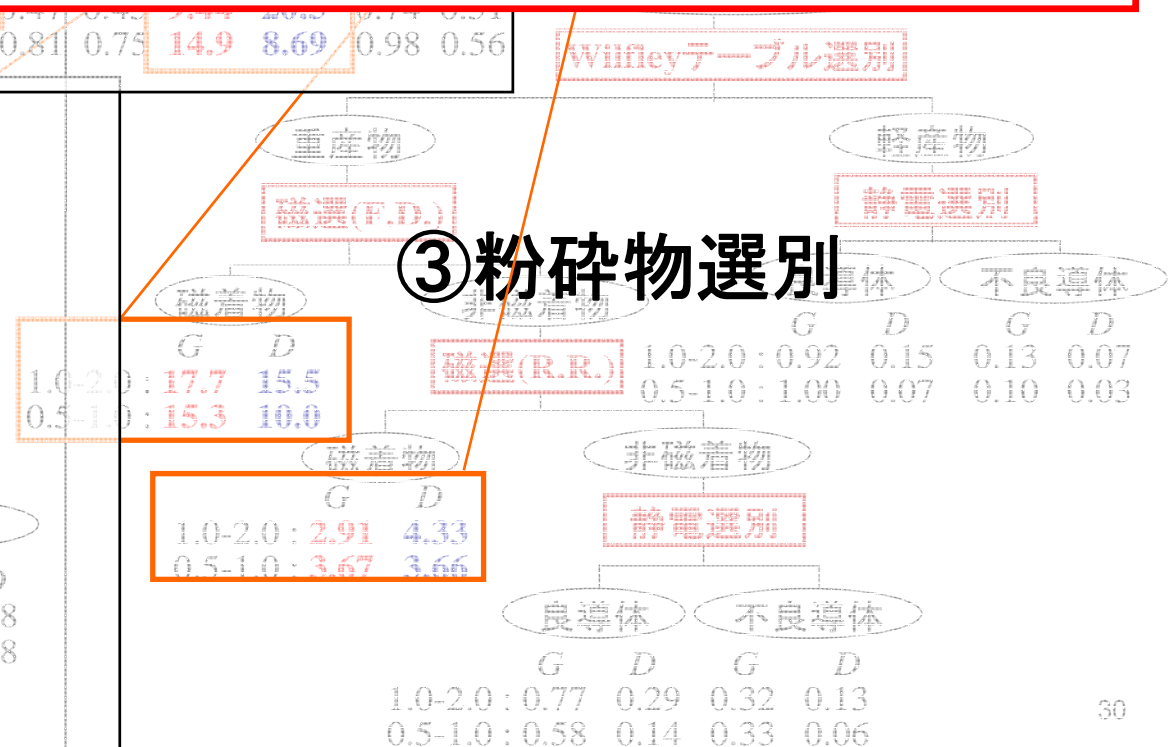 0.81 0.75 14.9 8.69 0.98 0.56
Wilfleyテーブル選別
重産物 軽産物
磁選(F.D.) 静電選別
③粉砕物選別
磁着物 非磁着物 導体 不良導体
G D G D
1.0-2.0 : 0.92 0.15 0.13 0.07
0.5-1.0 : 1.00 0.07 0.10 0.03
G D
1.0-2.0 : 17.7 15.5
0.5-1.0 : 15.3 10.0
磁選(R.R.)
磁着物 非磁着物
G D
1.0-2.0 : 2.91 4.33
0.5-1.0 : 3.67 3.66
静電選別
良導体 不良導体
8
8
G D G D
1.0-2.0 : 0.77 0.29 0.32 0.13
0.5-1.0 : 0.58 0.14 0.33 0.06
30